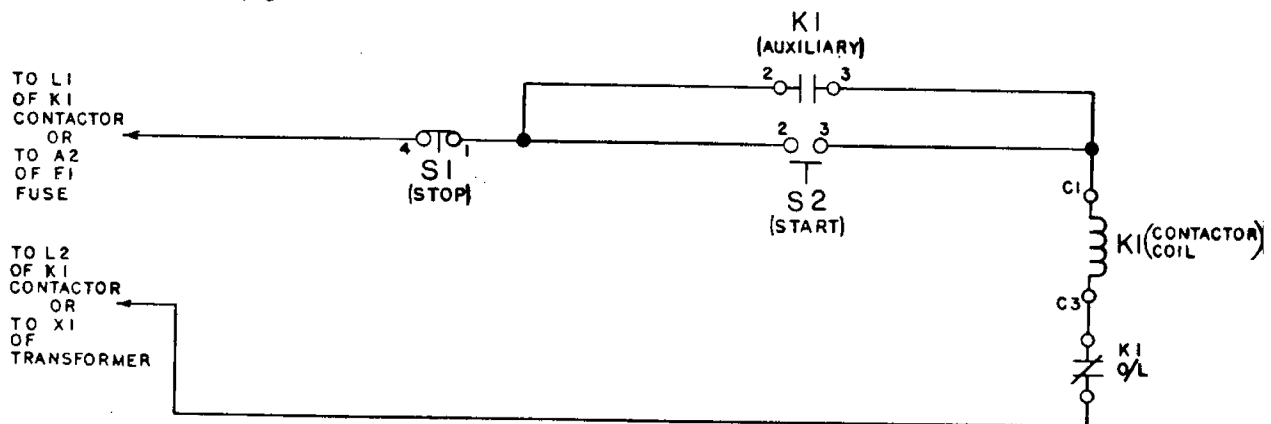 K1
(AUXILIARY)
2 3
TO L1
OF K1
CONTACTOR
OR
TO A2
OF F1
FUSE
4 1
S1
(STOP)
2 3
S2
(START)
C1
K1 (CONTACTOR COIL)
C3
K1
O/L
TO L2
OF K1
CONTACTOR
OR
TO X1
OF
TRANSFORMER